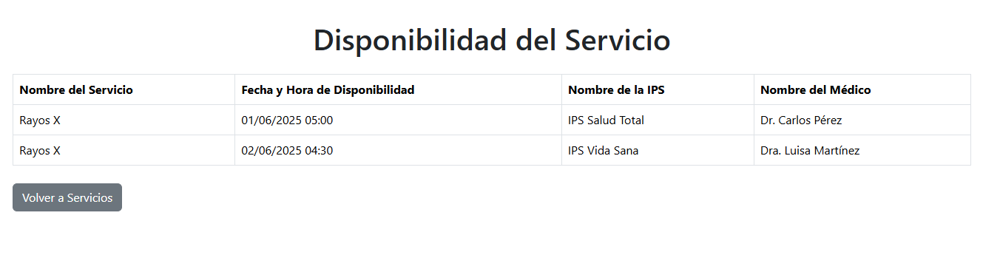 Disponibilidad del Servicio
Nombre del Servicio Fecha y Hora de Disponibilidad Nombre de la IPS Nombre del Médico
Rayos X 01/06/2025 05:00 IPS Salud Total Dr. Carlos Pérez
Rayos X 02/06/2025 04:30 IPS Vida Sana Dra. Luisa Martínez
Volver a Servicios